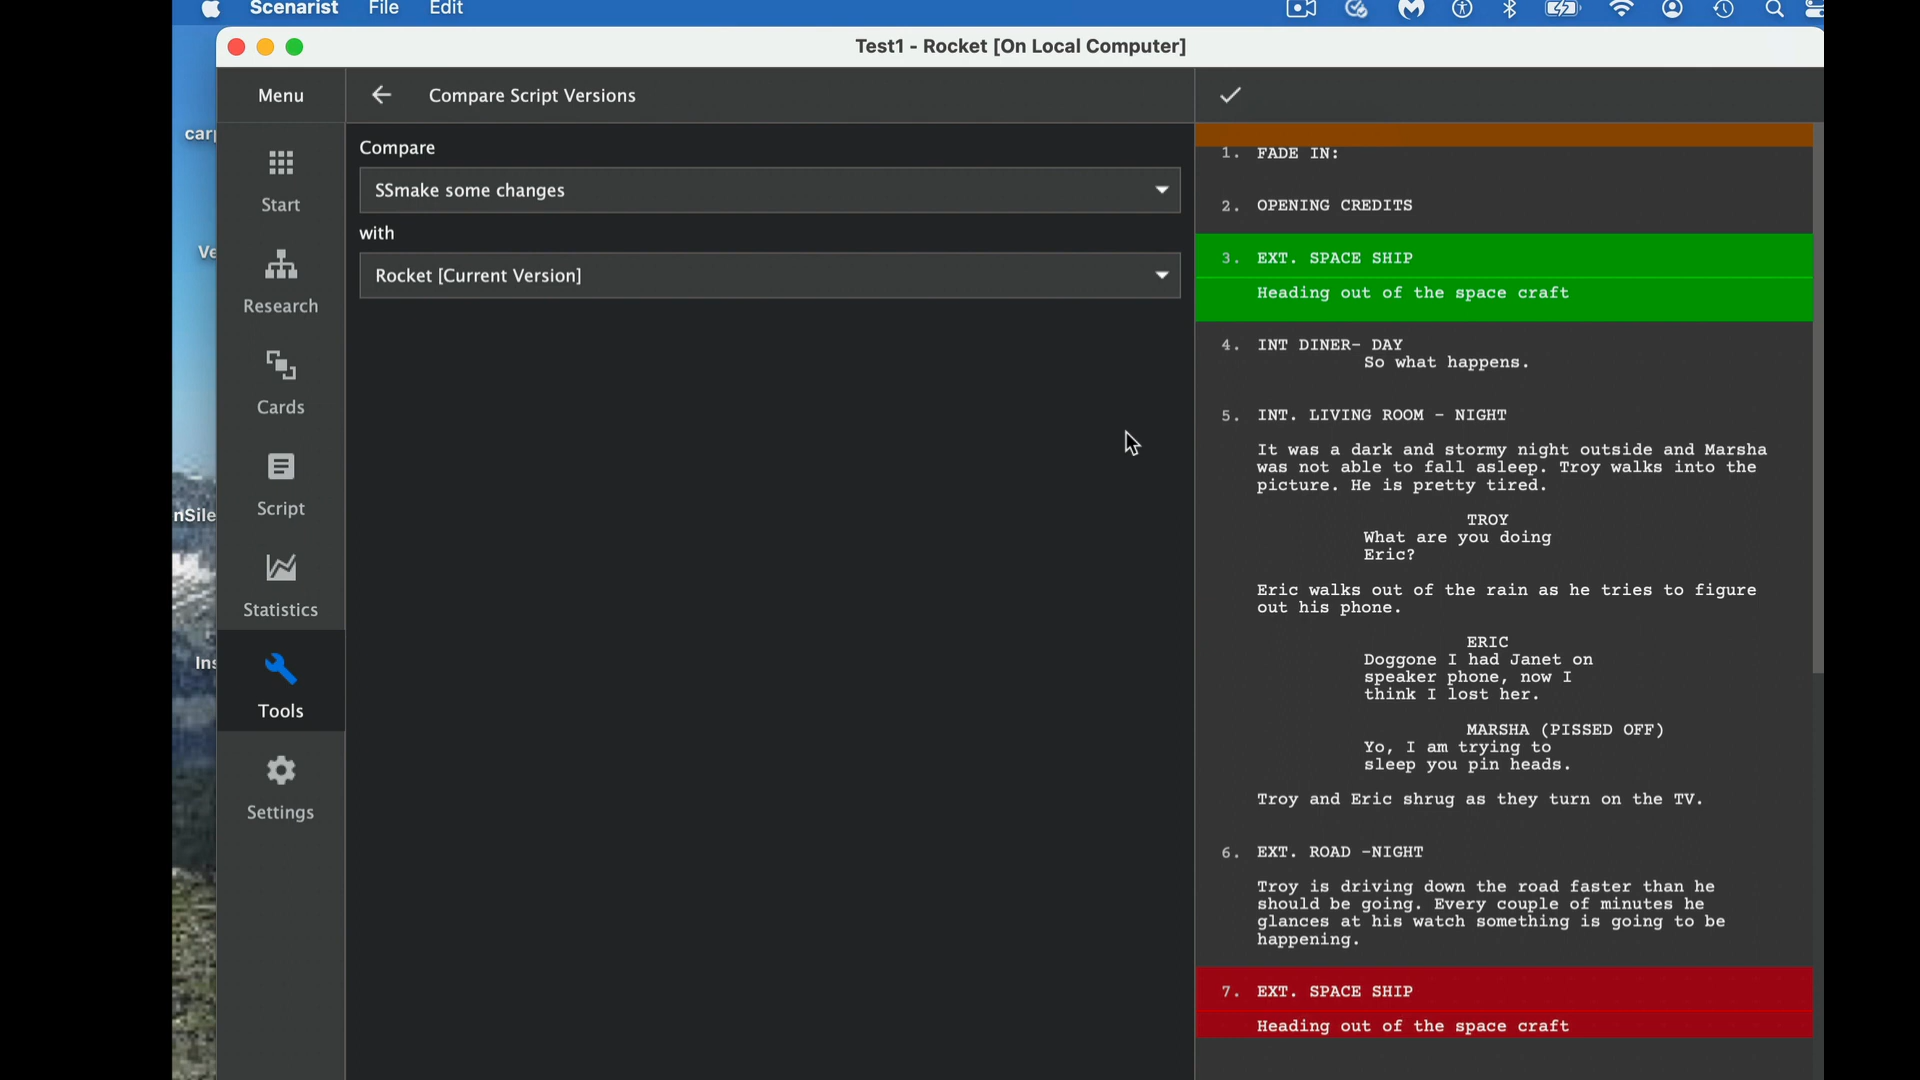 Scenarist File Edit
Test1 - Rocket [On Local Computer]
Menu
Compare Script Versions
Start
Research
Cards
Script
Statistics
Tools
Settings
Compare
SSmake some changes
with
Rocket [Current Version]
1. FADE IN:
2. OPENING CREDITS
3. EXT. SPACE SHIP
Heading out of the space craft
4. INT DINER- DAY
So what happens.
5. INT. LIVING ROOM - NIGHT
It was a dark and stormy night outside and Marsha
was not able to fall asleep. Troy walks into the
picture. He is pretty tired.
TROY
What are you doing
Eric?
Eric walks out of the rain as he tries to figure
out his phone.
ERIC
Doggone I had Janet on
speaker phone, now I
think I lost her.
MARSHA (PISSED OFF)
Yo, I am trying to
sleep you pin heads.
Troy and Eric shrug as they turn on the TV.
6. EXT. ROAD -NIGHT
Troy is driving down the road faster than he
should be going. Every couple of minutes he
glances at his watch something is going to be
happening.
7. EXT. SPACE SHIP
Heading out of the space craft